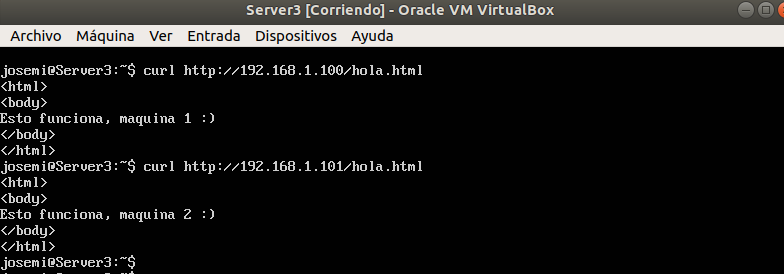 Server3 [Corriendo] - Oracle VM VirtualBox
Archivo Máquina Ver Entrada Dispositivos Ayuda
josemi@Server3:~$ curl http://192.168.1.100/hola.html
<html>
<body>
Esto funciona, maquina 1 :)
</body>
</html>
josemi@Server3:~$ curl http://192.168.1.101/hola.html
<html>
<body>
Esto funciona, maquina 2 :)
</body>
</html>
josemi@Server3:~$